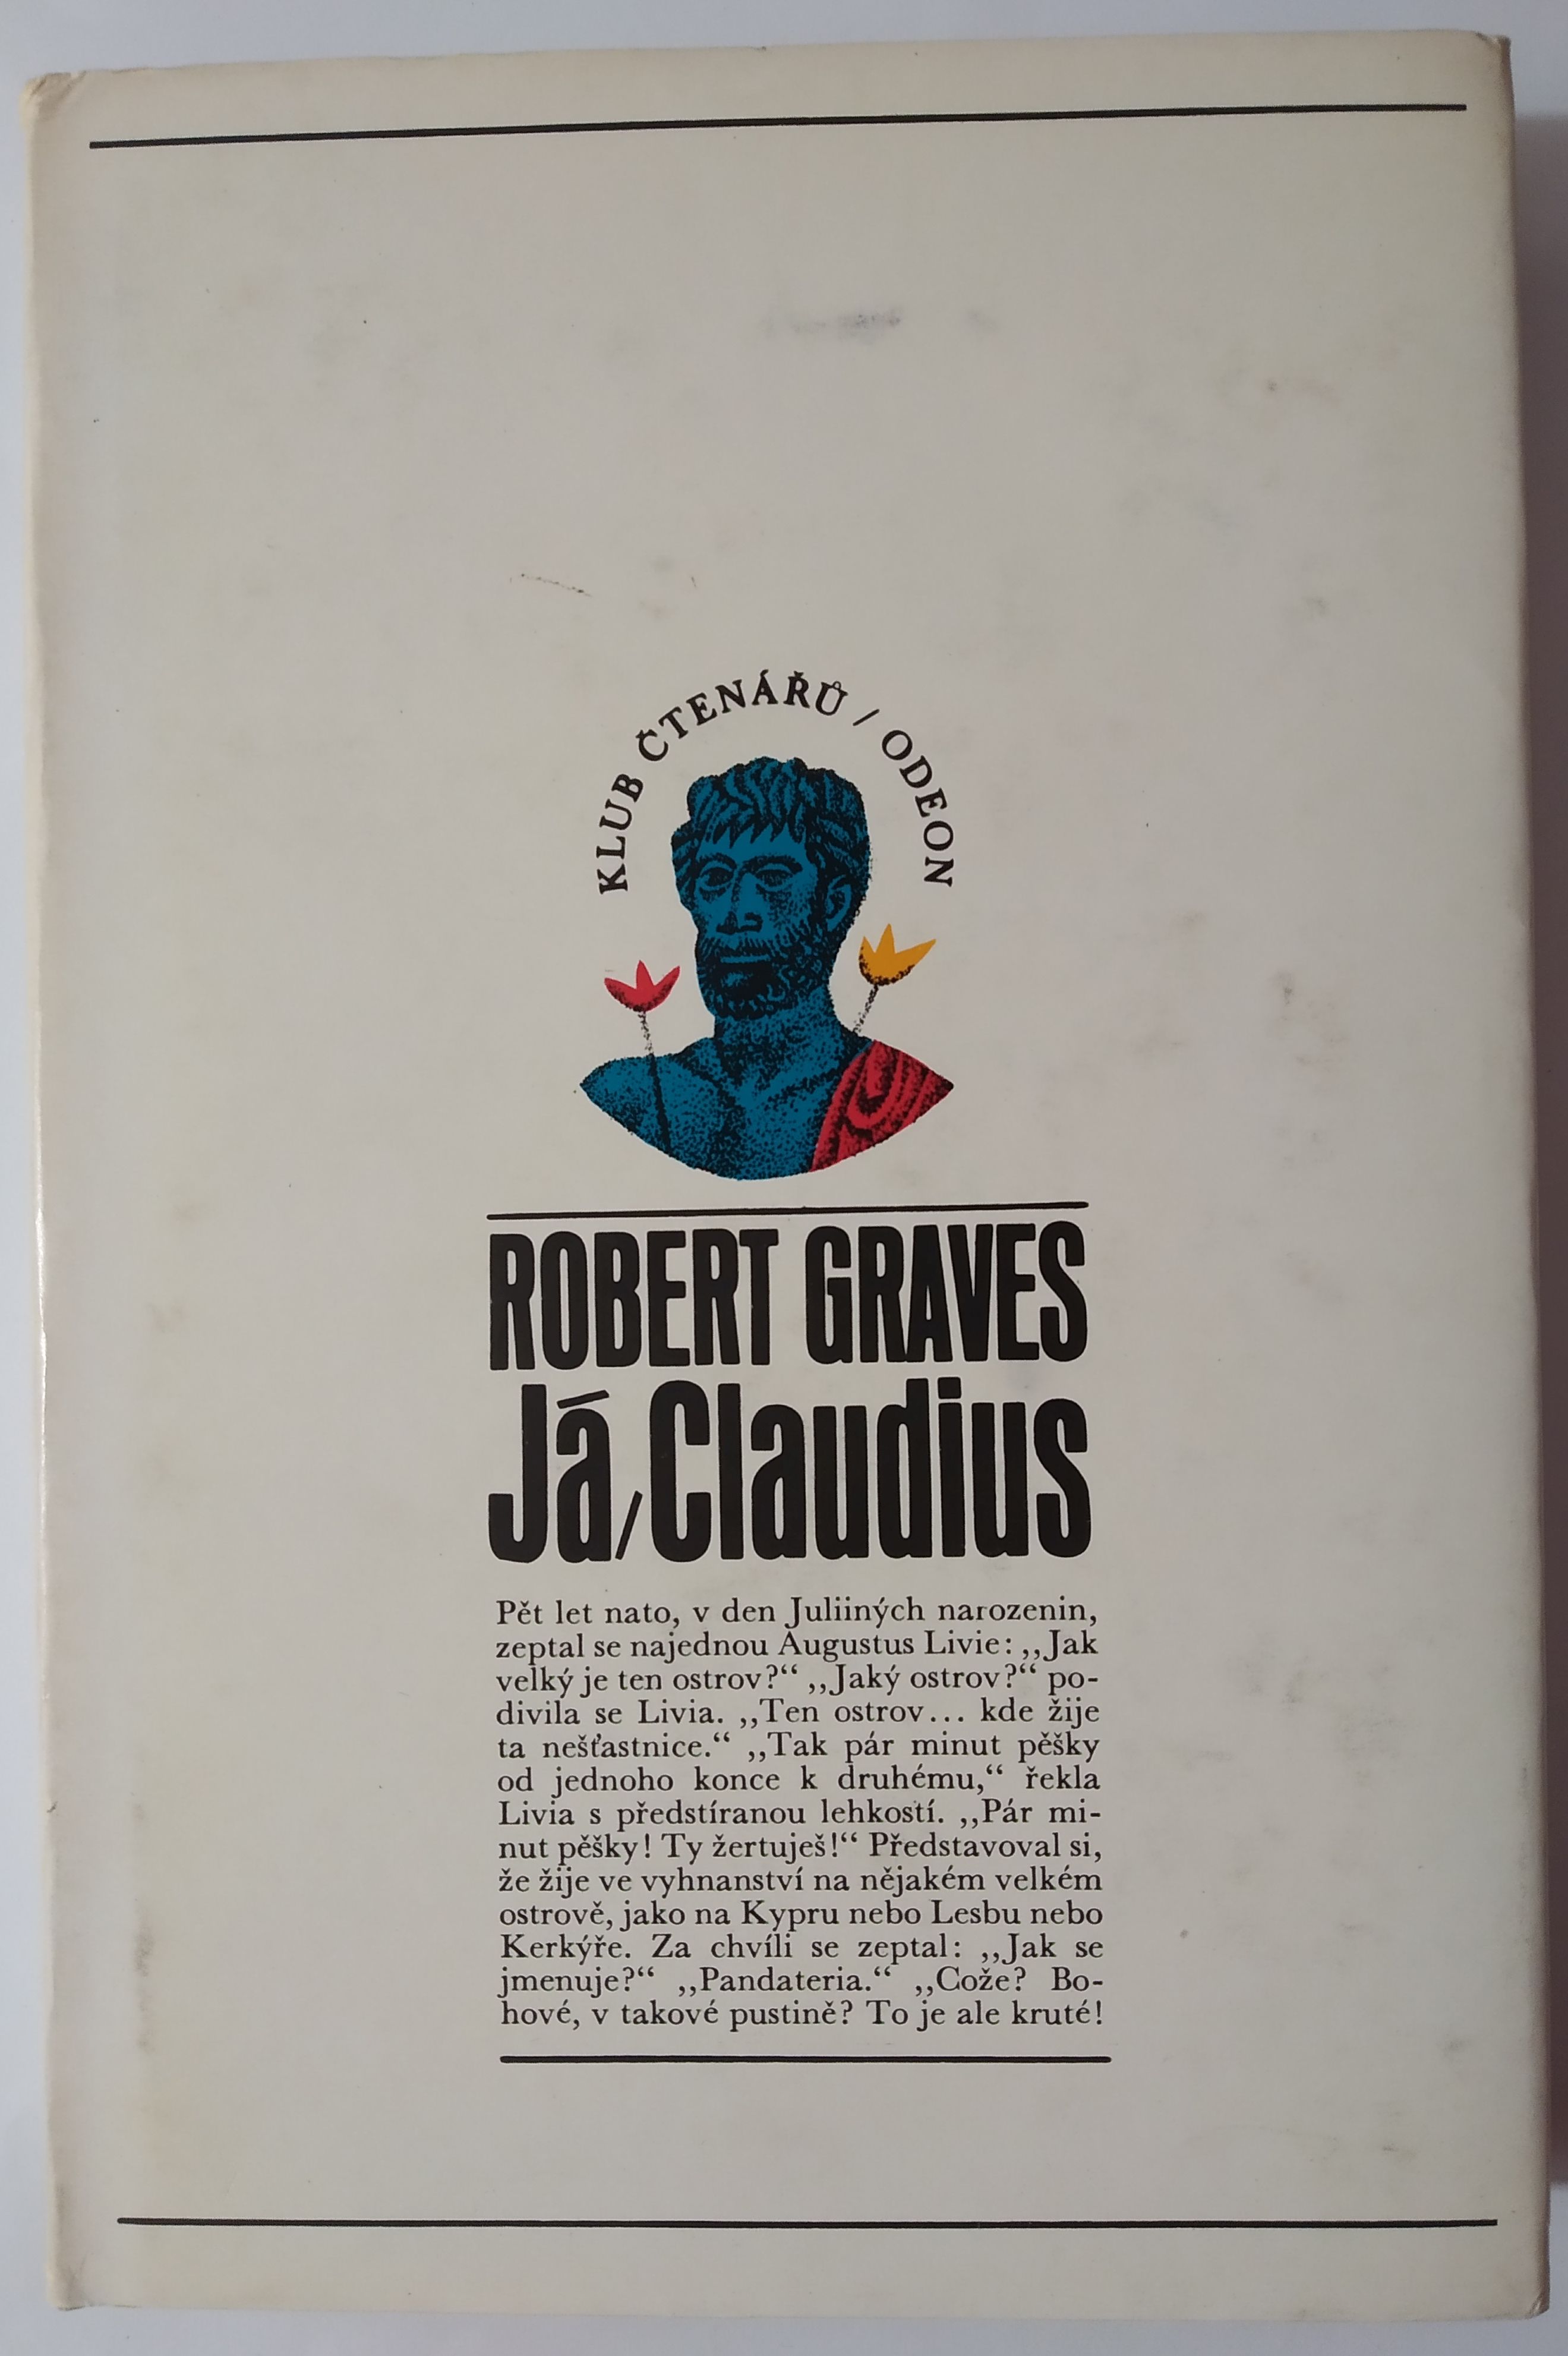 KLUB ČTENÁŘŮ / ODEON
ROBERT GRAVES
Já/Claudius
Pět let nato, v den Juliiných narozenin,
zeptal se najednou Augustus Livie: ,,Jak
velký je ten ostrov?“ ,,Jaký ostrov?“ po-
divila se Livia. ,,Ten ostrov... kde žije
ta nešťastnice.“ ,,Tak pár minut pěšky
od jednoho konce k druhému,“ řekla
Livia s předstíranou lehkostí. ,,Pár mi-
nut pěšky! Ty žertuješ!“ Představoval si,
že žije ve vyhnanství na nějakém velkém
ostrově, jako na Kypru nebo Lesbu nebo
Kerkýře. Za chvíli se zeptal: ,,Jak se
jmenuje?“ ,,Pandateria.“ ,,Cože? Bo-
hové, v takové pustině? To je ale kruté!